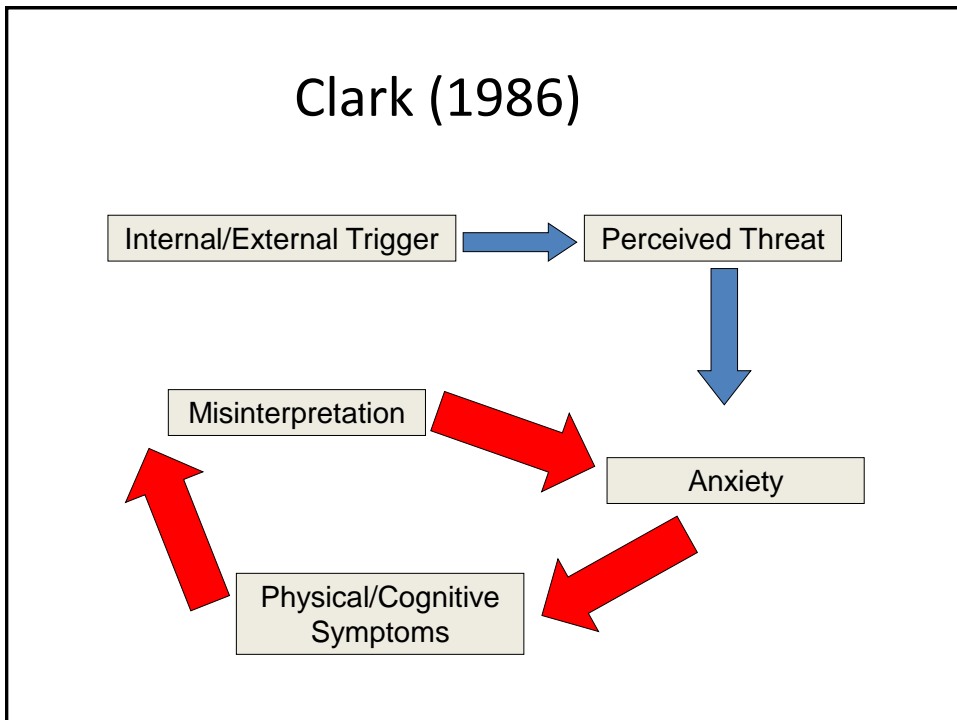 Clark (1986)
Internal/External Trigger
Perceived Threat
Misinterpretation
Anxiety
Physical/Cognitive
Symptoms